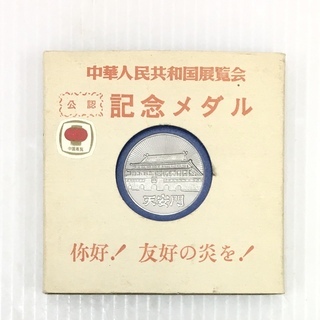 中華人民共和国展覧会
公認
記念メダル
天安门
你好! 友好の炎を!